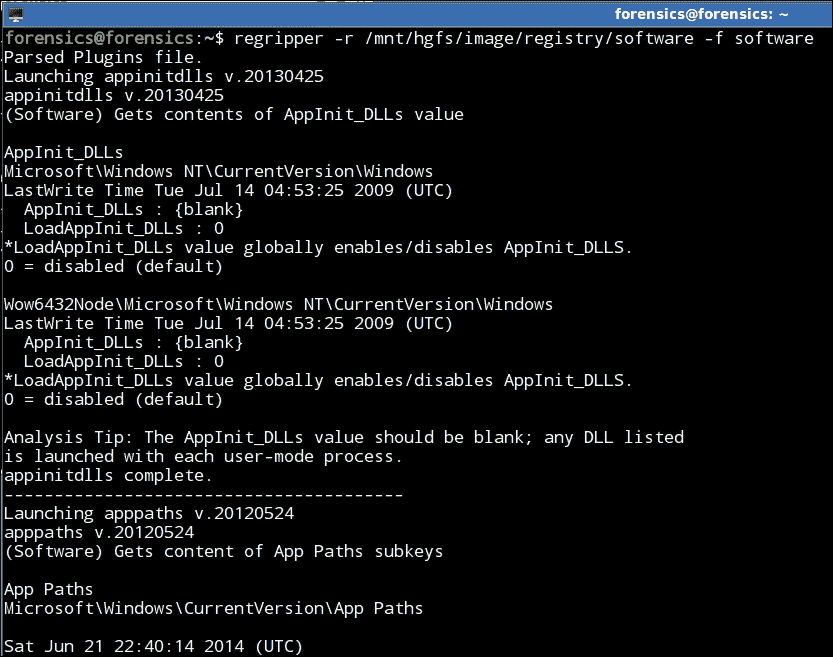 forensics@forensics: ~
forensics@forensics:~$ regripper -r /mnt/hgfs/image/registry/software -f software
Parsed Plugins file.
Launching appinitdlls v.20130425
appinitdlls v.20130425
(Software) Gets contents of AppInit_DLLs value
AppInit_DLLs
Microsoft\Windows NT\CurrentVersion\Windows
LastWrite Time Tue Jul 14 04:53:25 2009 (UTC)
  AppInit_DLLs : {blank}
  LoadAppInit_DLLs : 0
*LoadAppInit_DLLs value globally enables/disables AppInit_DLLS.
0 = disabled (default)
Wow6432Node\Microsoft\Windows NT\CurrentVersion\Windows
LastWrite Time Tue Jul 14 04:53:25 2009 (UTC)
  AppInit_DLLs : {blank}
  LoadAppInit_DLLs : 0
*LoadAppInit_DLLs value globally enables/disables AppInit_DLLS.
0 = disabled (default)
Analysis Tip: The AppInit_DLLs value should be blank; any DLL listed
is launched with each user-mode process.
appinitdlls complete.
----------------------------------------
Launching apppaths v.20120524
apppaths v.20120524
(Software) Gets content of App Paths subkeys
App Paths
Microsoft\Windows\CurrentVersion\App Paths
Sat Jun 21 22:40:14 2014 (UTC)